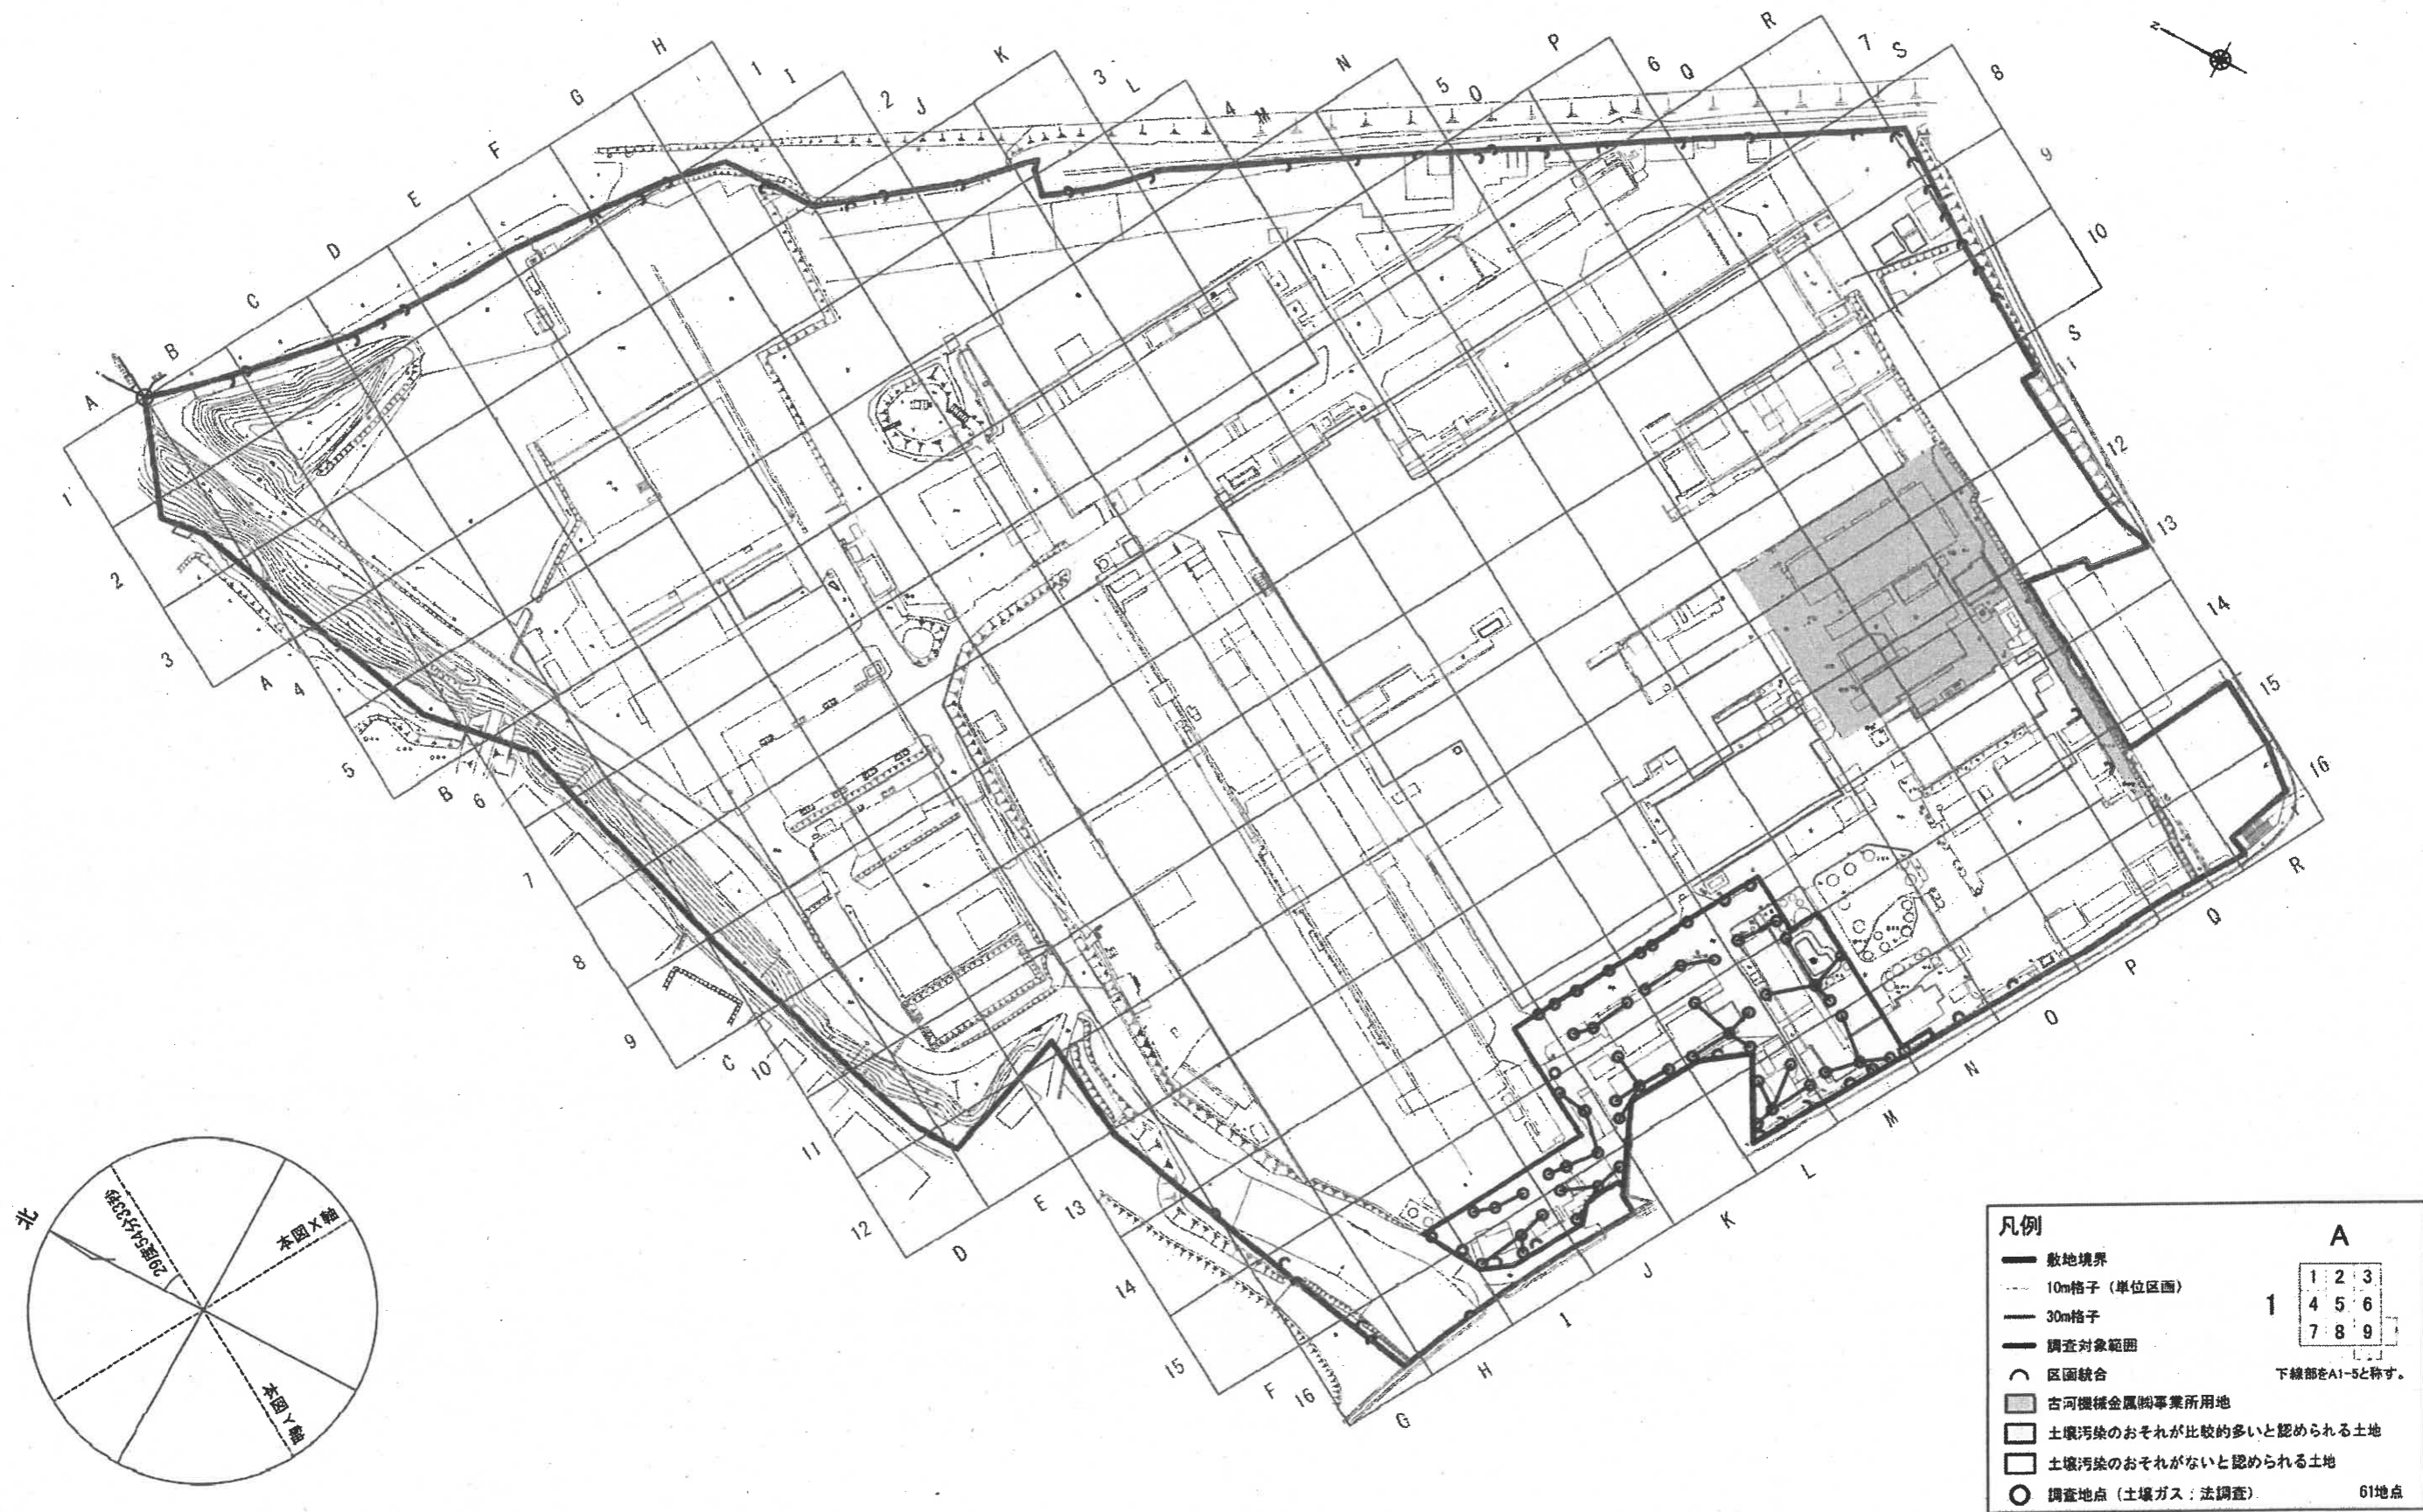 H
G
F
E
D
C
B
A
1
I
2
J
K
3
L
4
M
N
5
O
P
6
Q
R
7
S
8
9
10
S
11
12
13
14
15
16
R
Q
P
O
N
M
L
K
J
I
H
G
1
2
3
A
4
5
B
6
7
8
9
C
10
11
12
D
E
13
14
15
F
16
N
北
29度54分33秒
本図X軸
本図Y軸
凡例
敷地境界
10m格子（単位区画）
30m格子
調査対象範囲
区画統合
古河機械金属㈱事業所用地
土壌汚染のおそれが比較的多いと認められる土地
土壌汚染のおそれがないと認められる土地
調査地点（土壌ガス；法調査） 61地点
A
1
1 2 3
4 5 6
7 8 9
下線部をA1-5と称す。